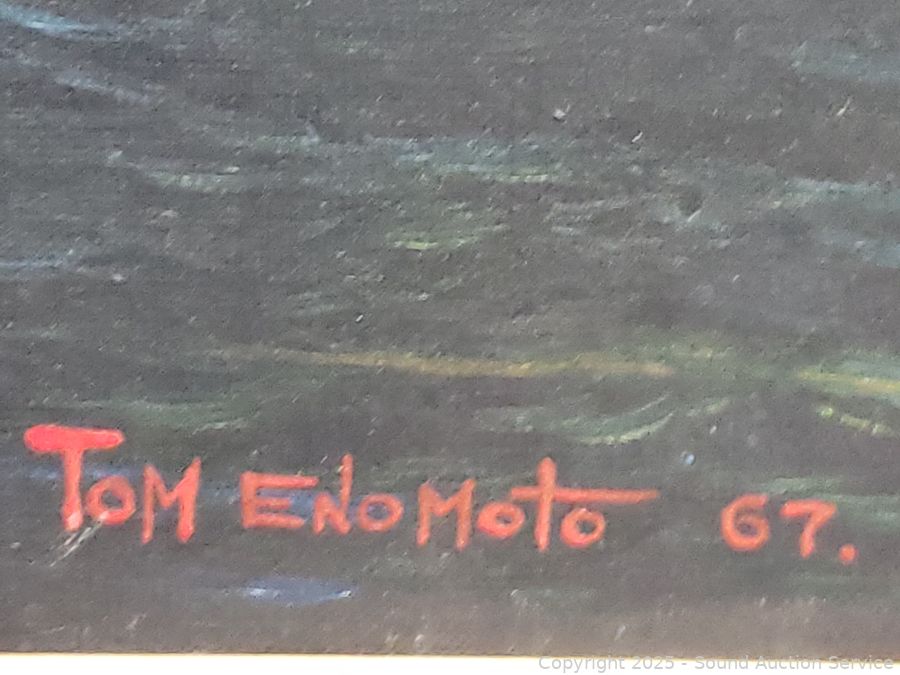 Tom Enomoto 67.
Copyright 2025 - Sound Auction Service